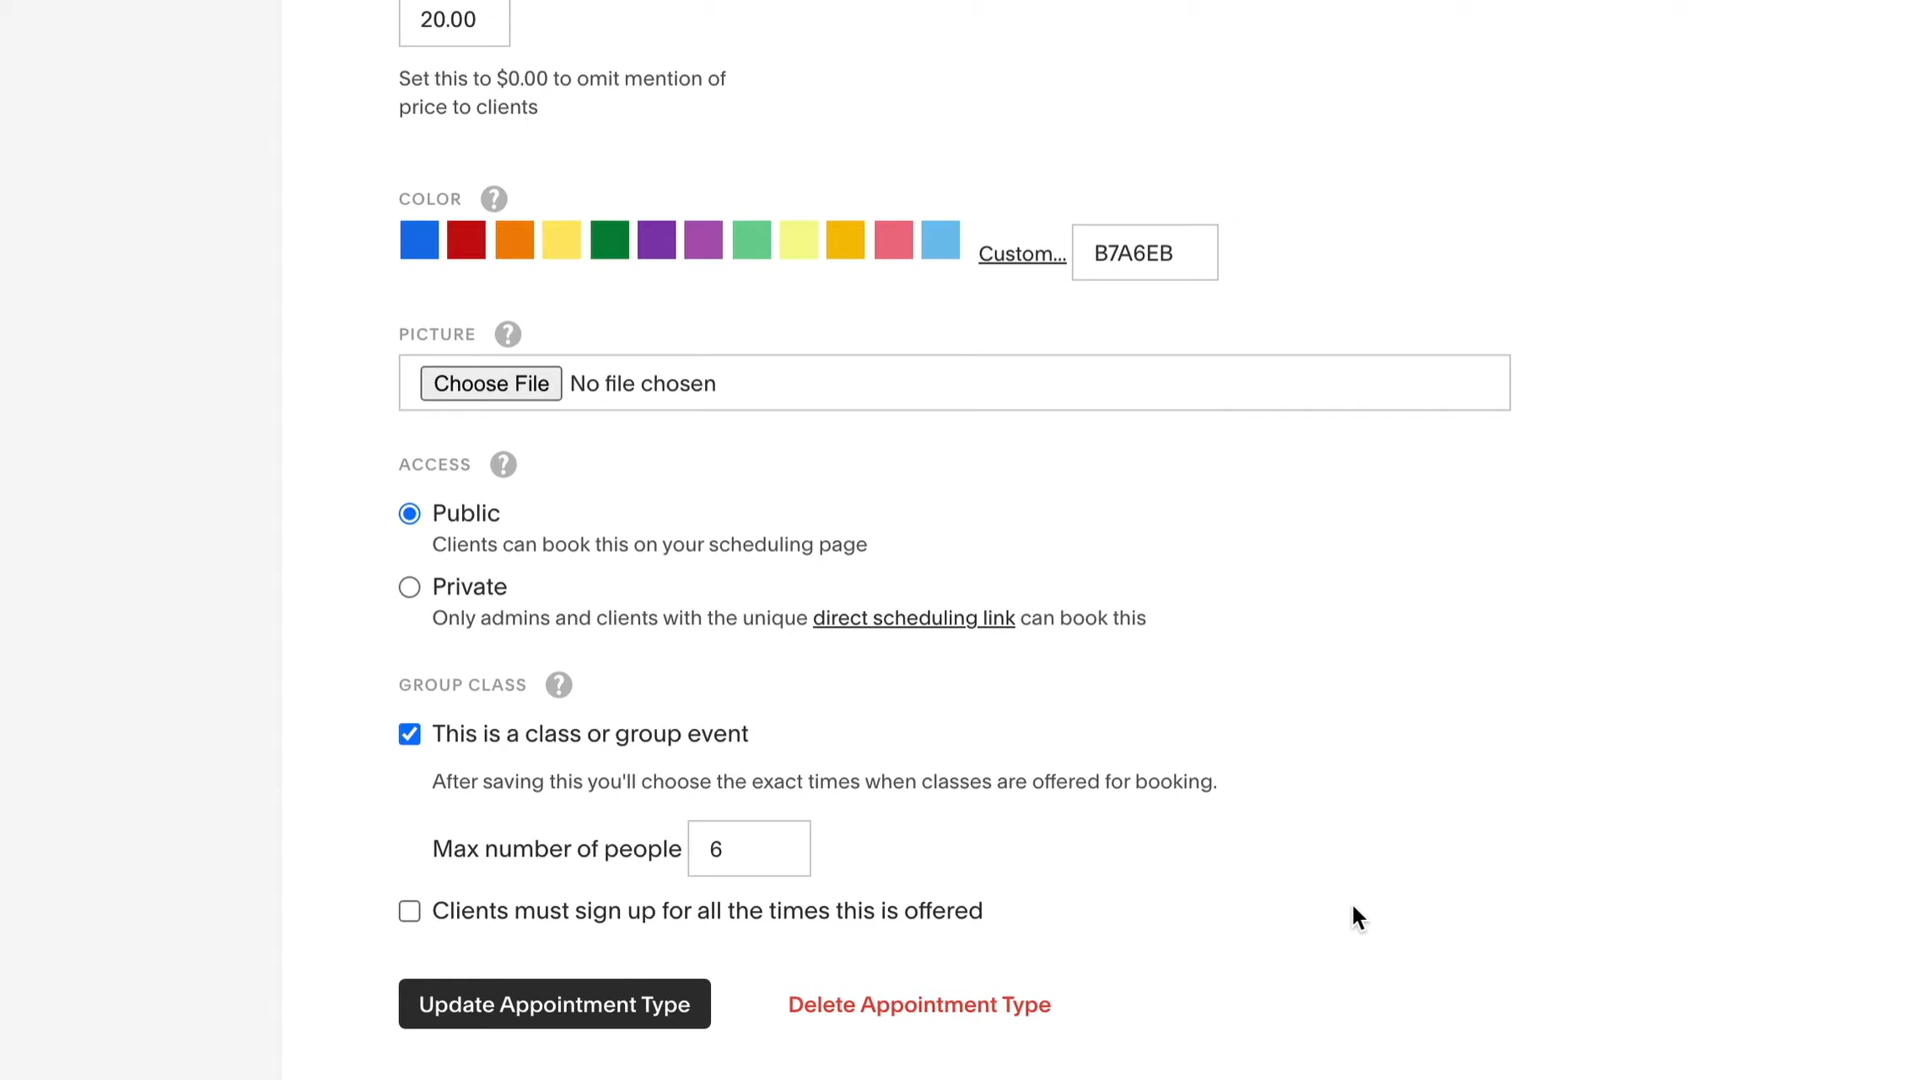 20.00
Set this to $0.00 to omit mention of
price to clients
COLOR ?
Custom... B7A6EB
PICTURE ?
Choose File No file chosen
ACCESS ?
Public
Clients can book this on your scheduling page
Private
Only admins and clients with the unique direct scheduling link can book this
GROUP CLASS ?
This is a class or group event
After saving this you'll choose the exact times when classes are offered for booking.
Max number of people 6
Clients must sign up for all the times this is offered
Update Appointment Type Delete Appointment Type